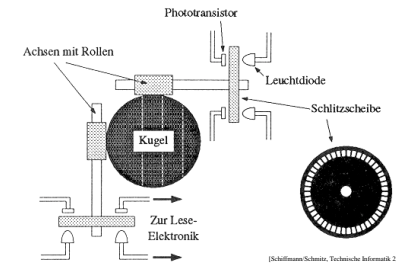 Phototransistor
Achsen mit Rollen
Leuchtdiode
Schlitzscheibe
Kugel
Zur Lese-
Elektronik
[Schiffmann/Schmitz, Technische Informatik 2